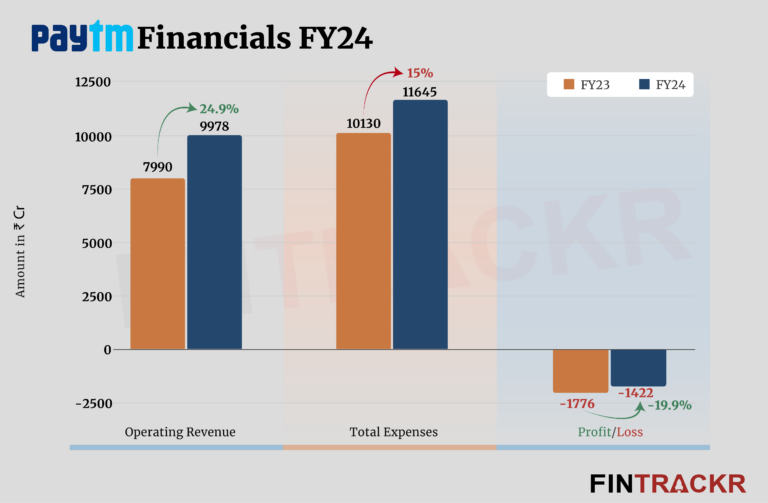 paytm Financials FY24
FY23 FY24
Amount in ₹ Cr
12500
10000
7500
5000
2500
0
-2500
24.9%
7990
9978
15%
10130
11645
-1776
-1422
-19.9%
Operating Revenue
Total Expenses
Profit/Loss
FINTRACKR
FINTRACKR